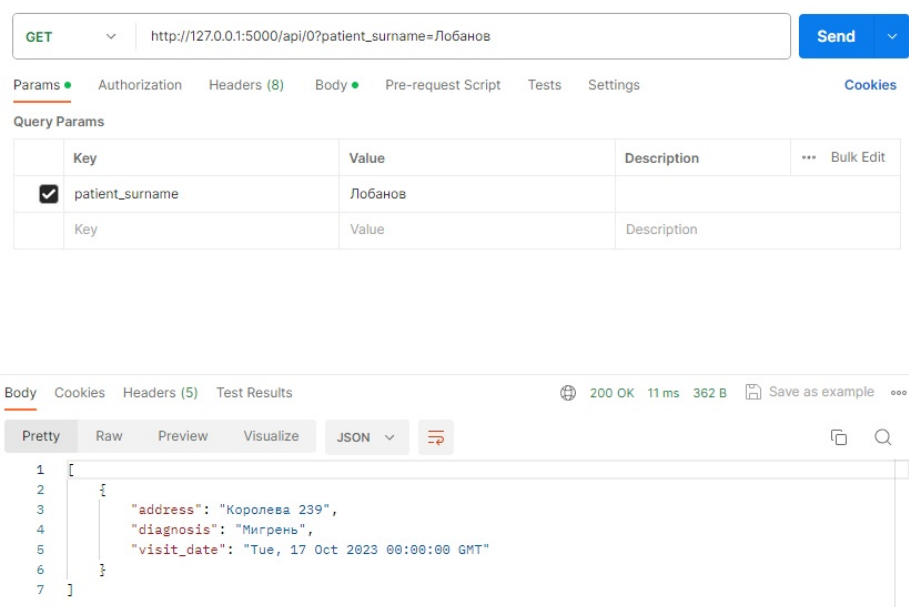 GET http://127.0.0.1:5000/api/0?patient_surname=Лобанов Send
Params Authorization Headers (8) Body Pre-request Script Tests Settings Cookies
Query Params
Key Value Description ••• Bulk Edit
patient_surname Лобанов
Key Value Description
Body Cookies Headers (5) Test Results 200 OK 11 ms 362 B Save as example
Pretty Raw Preview Visualize JSON
1 [
2 {
3 "address": "Королева 239",
4 "diagnosis": "Мигрень",
5 "visit_date": "Tue, 17 Oct 2023 00:00:00 GMT"
6 }
7 ]